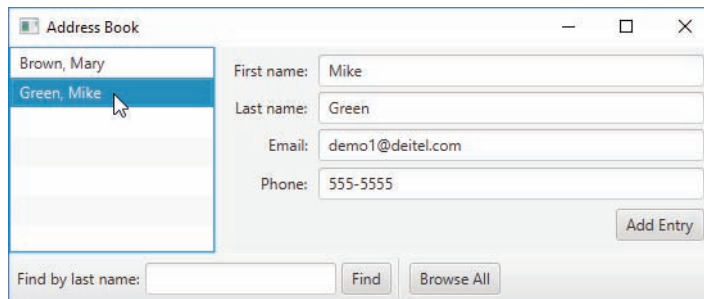 Address Book
Brown, Mary
Green, Mike
First name: Mike
Last name: Green
Email: demo1@deitel.com
Phone: 555-5555
Add Entry
Find by last name: Find Browse All